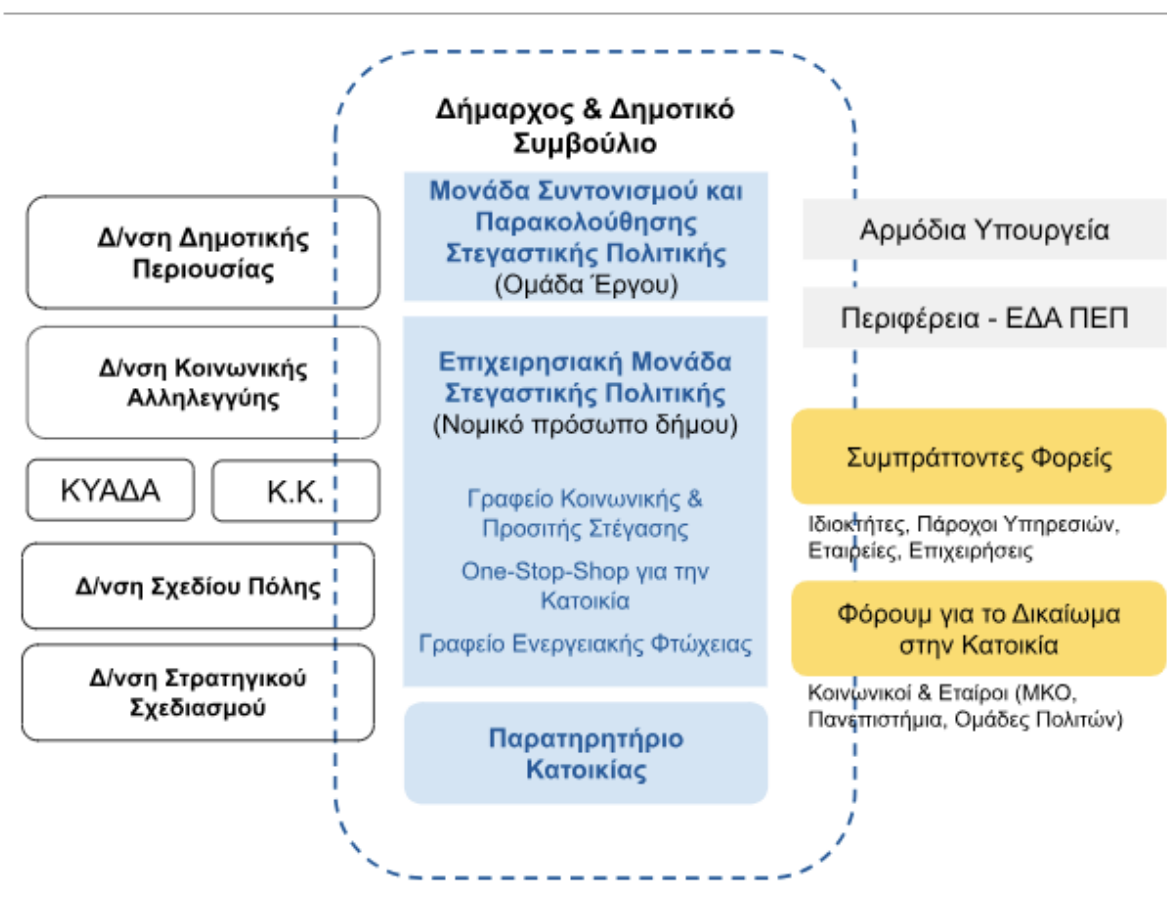 Δήμαρχος & Δημοτικό
Συμβούλιο
Μονάδα Συντονισμού και
Παρακολούθησης
Στεγαστικής Πολιτικής
(Ομάδα Έργου)
Επιχειρησιακή Μονάδα
Στεγαστικής Πολιτικής
(Νομικό πρόσωπο δήμου)
Γραφείο Κοινωνικής &
Προσιτής Στέγασης
One-Stop-Shop για την
Κατοικία
Γραφείο Ενεργειακής Φτώχειας
Παρατηρητήριο
Κατοικίας
Δ/νση Δημοτικής
Περιουσίας
Δ/νση Κοινωνικής
Αλληλεγγύης
ΚΥΑΔΑ
Κ.Κ.
Δ/νση Σχεδίου Πόλης
Δ/νση Στρατηγικού
Σχεδιασμού
Αρμόδια Υπουργεία
Περιφέρεια - ΕΔΑ ΠΕΠ
Συμπράττοντες Φορείς
Ιδιοκτήτες, Πάροχοι Υπηρεσιών,
Εταιρείες, Επιχειρήσεις
Φόρουμ για το Δικαίωμα
στην Κατοικία
Κοινωνικοί & Εταίροι (ΜΚΟ,
Πανεπιστήμια, Ομάδες Πολιτών)